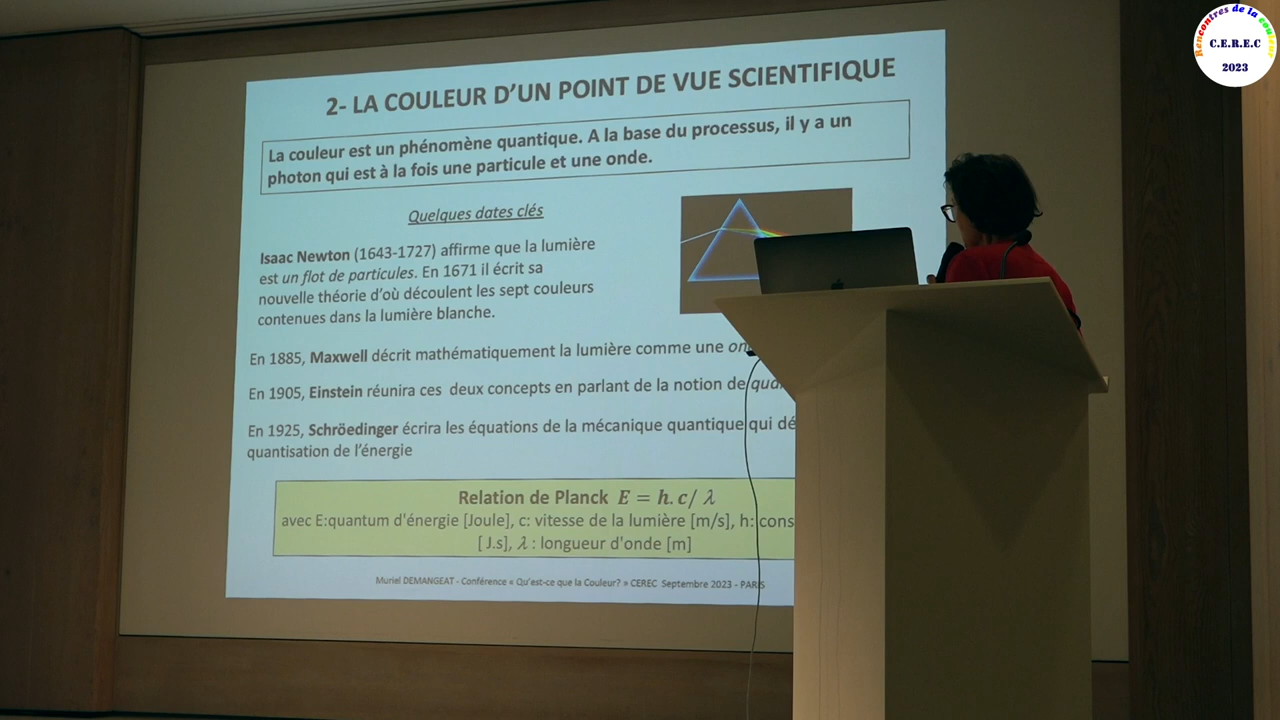 Rencontres de la couleur
C.E.R.E.C
2023
2- LA COULEUR D'UN POINT DE VUE SCIENTIFIQUE
La couleur est un phénomène quantique. A la base du processus, il y a un
photon qui est à la fois une particule et une onde.
Quelques dates clés
Isaac Newton (1643-1727) affirme que la lumière
est un flot de particules. En 1671 il écrit sa
nouvelle théorie d'où découlent les sept couleurs
contenues dans la lumière blanche.
En 1885, Maxwell décrit mathématiquement la lumière comme une
En 1905, Einstein réunira ces deux concepts en parlant de la notion de
En 1925, Schröedinger écrira les équations de la mécanique quantique qui
quantisation de l'énergie
Relation de Planck E = h. c/ λ
avec E:quantum d'énergie [Joule], c: vitesse de la lumière [m/s], h:
[ J.s], λ : longueur d'onde [m]
Muriel DEMANGEAT - Conférence « Qu'est-ce que la Couleur? » CEREC Septembre 2023 - PARIS